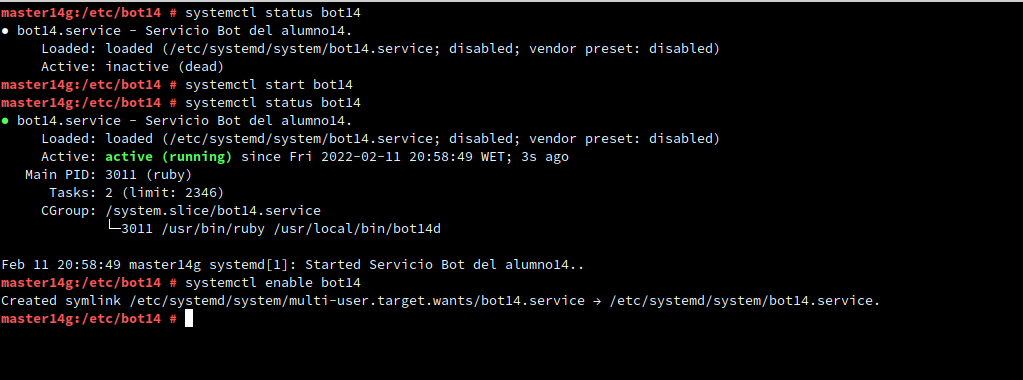 master14g:/etc/bot14 # systemctl status bot14
● bot14.service - Servicio Bot del alumno14.
     Loaded: loaded (/etc/systemd/system/bot14.service; disabled; vendor preset: disabled)
     Active: inactive (dead)
master14g:/etc/bot14 # systemctl start bot14
master14g:/etc/bot14 # systemctl status bot14
● bot14.service - Servicio Bot del alumno14.
     Loaded: loaded (/etc/systemd/system/bot14.service; disabled; vendor preset: disabled)
     Active: active (running) since Fri 2022-02-11 20:58:49 WET; 3s ago
   Main PID: 3011 (ruby)
      Tasks: 2 (limit: 2346)
     CGroup: /system.slice/bot14.service
             └─3011 /usr/bin/ruby /usr/local/bin/bot14d

Feb 11 20:58:49 master14g systemd[1]: Started Servicio Bot del alumno14..
master14g:/etc/bot14 # systemctl enable bot14
Created symlink /etc/systemd/system/multi-user.target.wants/bot14.service → /etc/systemd/system/bot14.service.
master14g:/etc/bot14 #